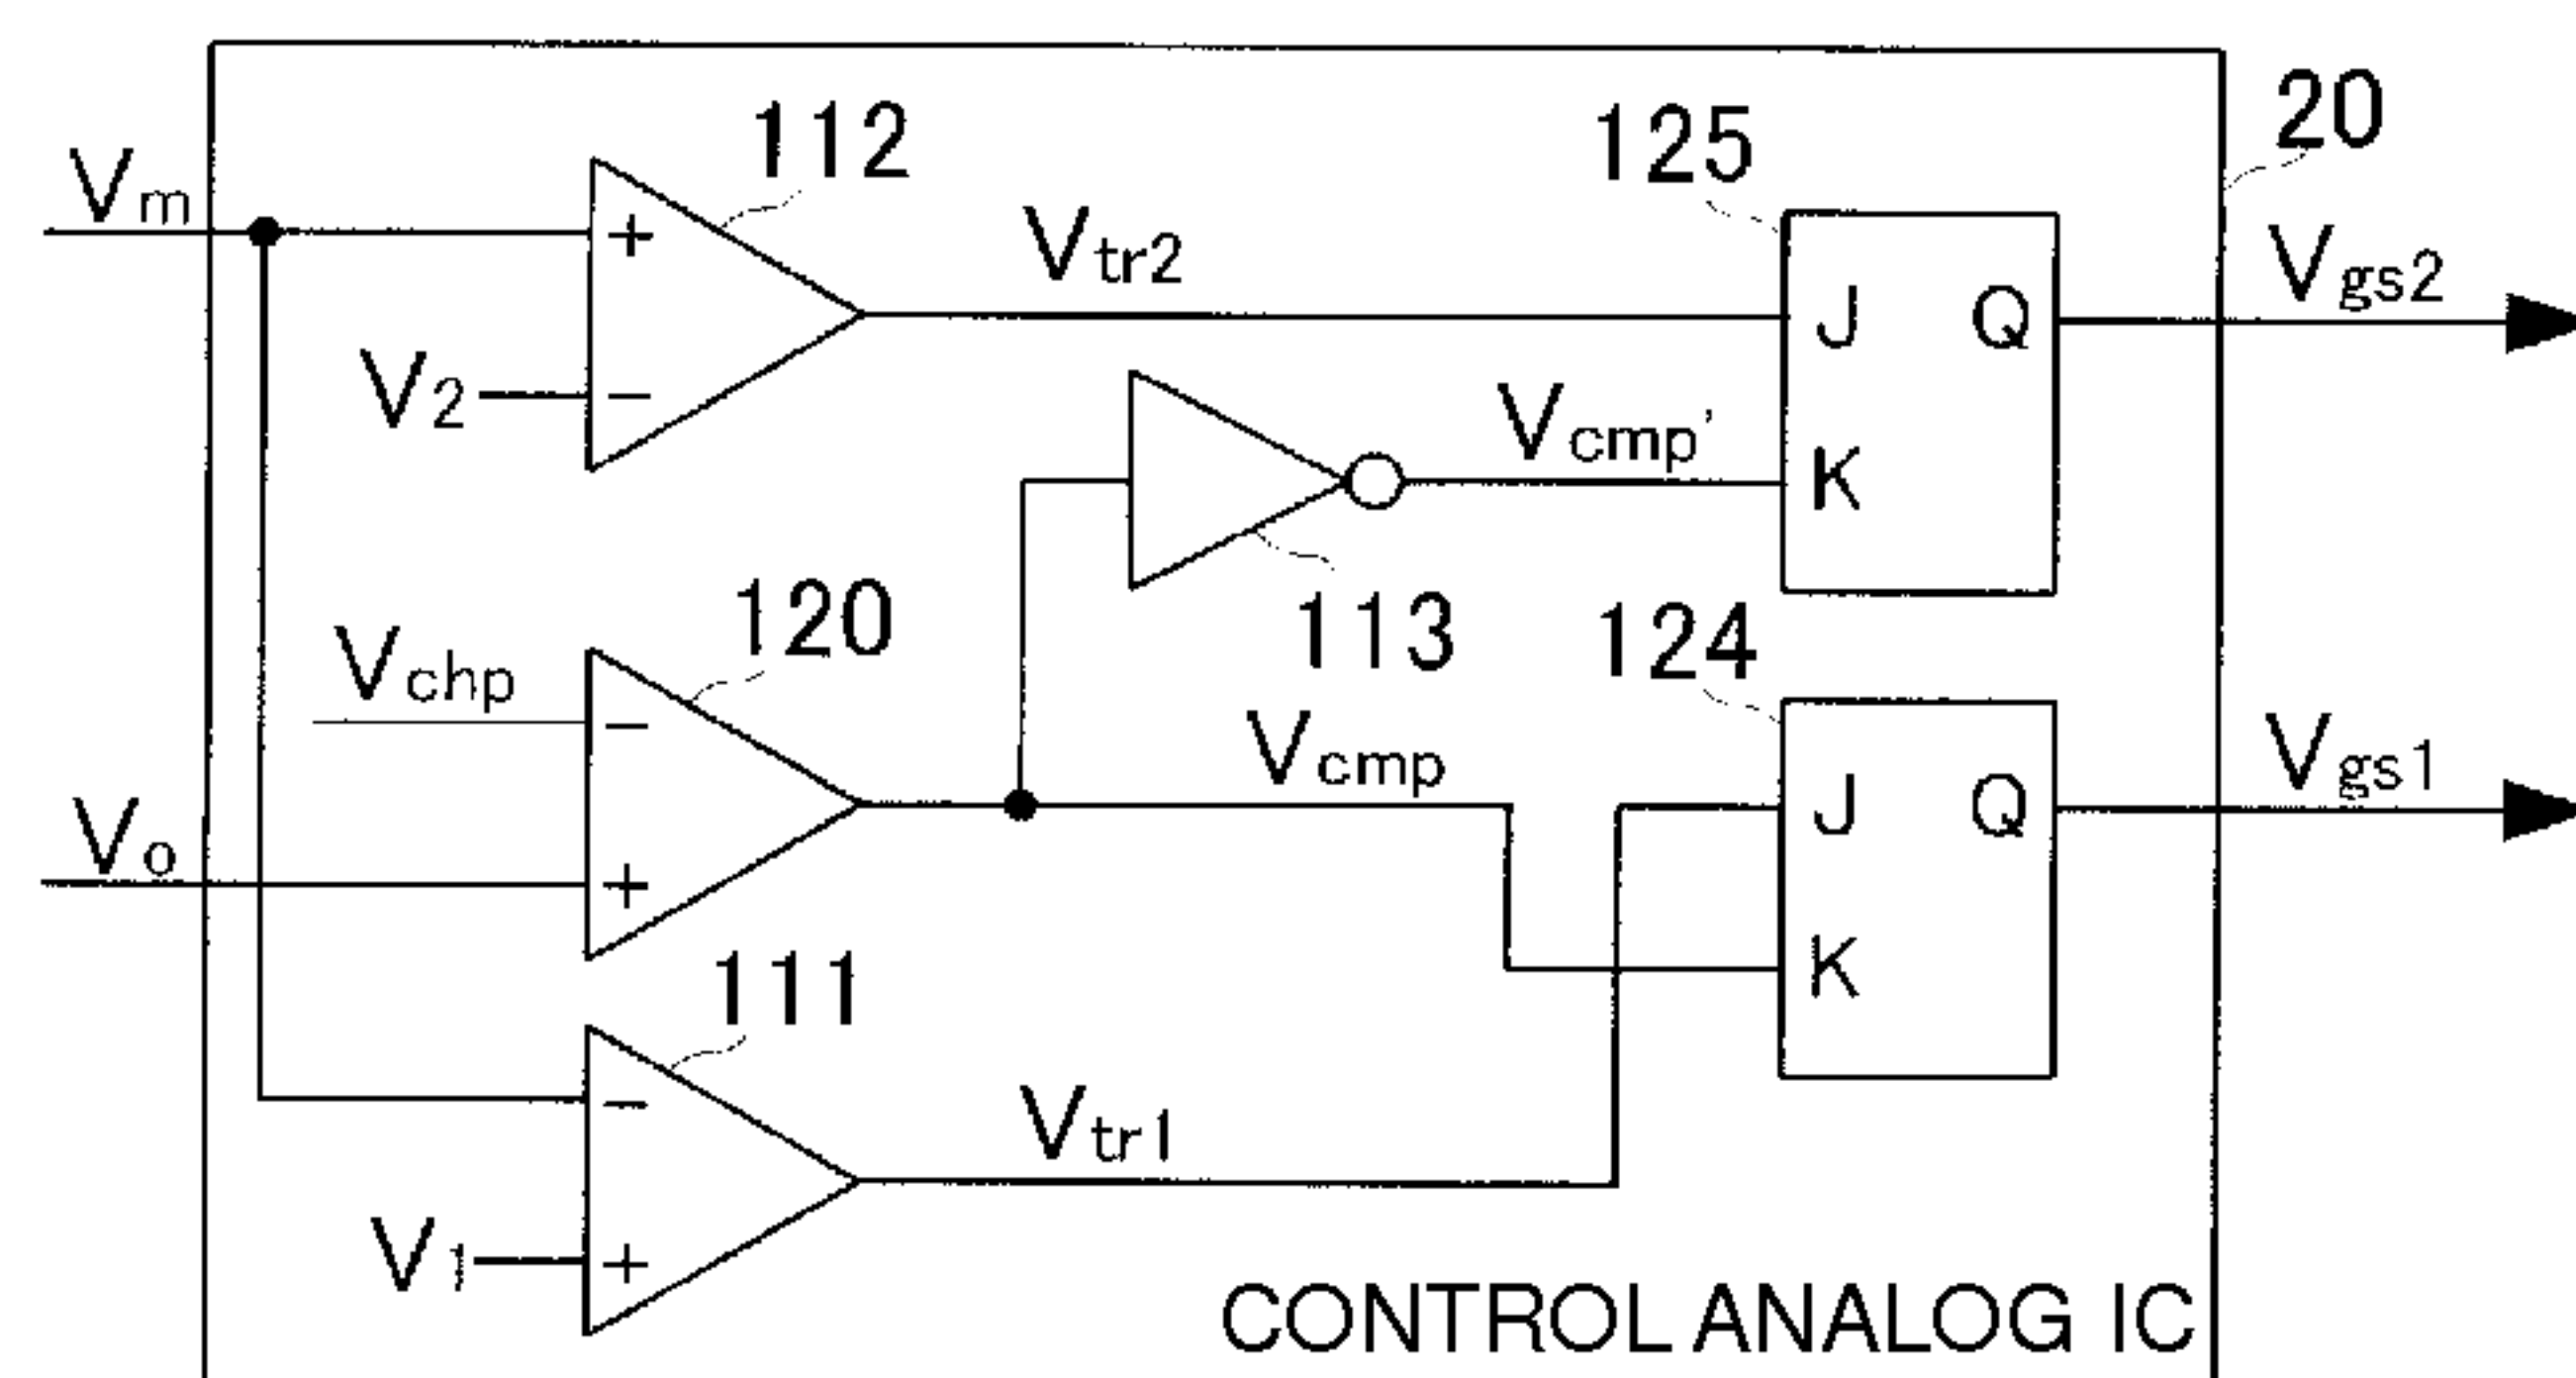 20
112
125
Vm
+
Vtr2
Vgs2
J Q
V2
−
Vcmp'
K
120
113
124
Vchp
−
Vcmp
Vgs1
J Q
Vo
+
K
111
−
Vtr1
V1
+
CONTROL ANALOG IC